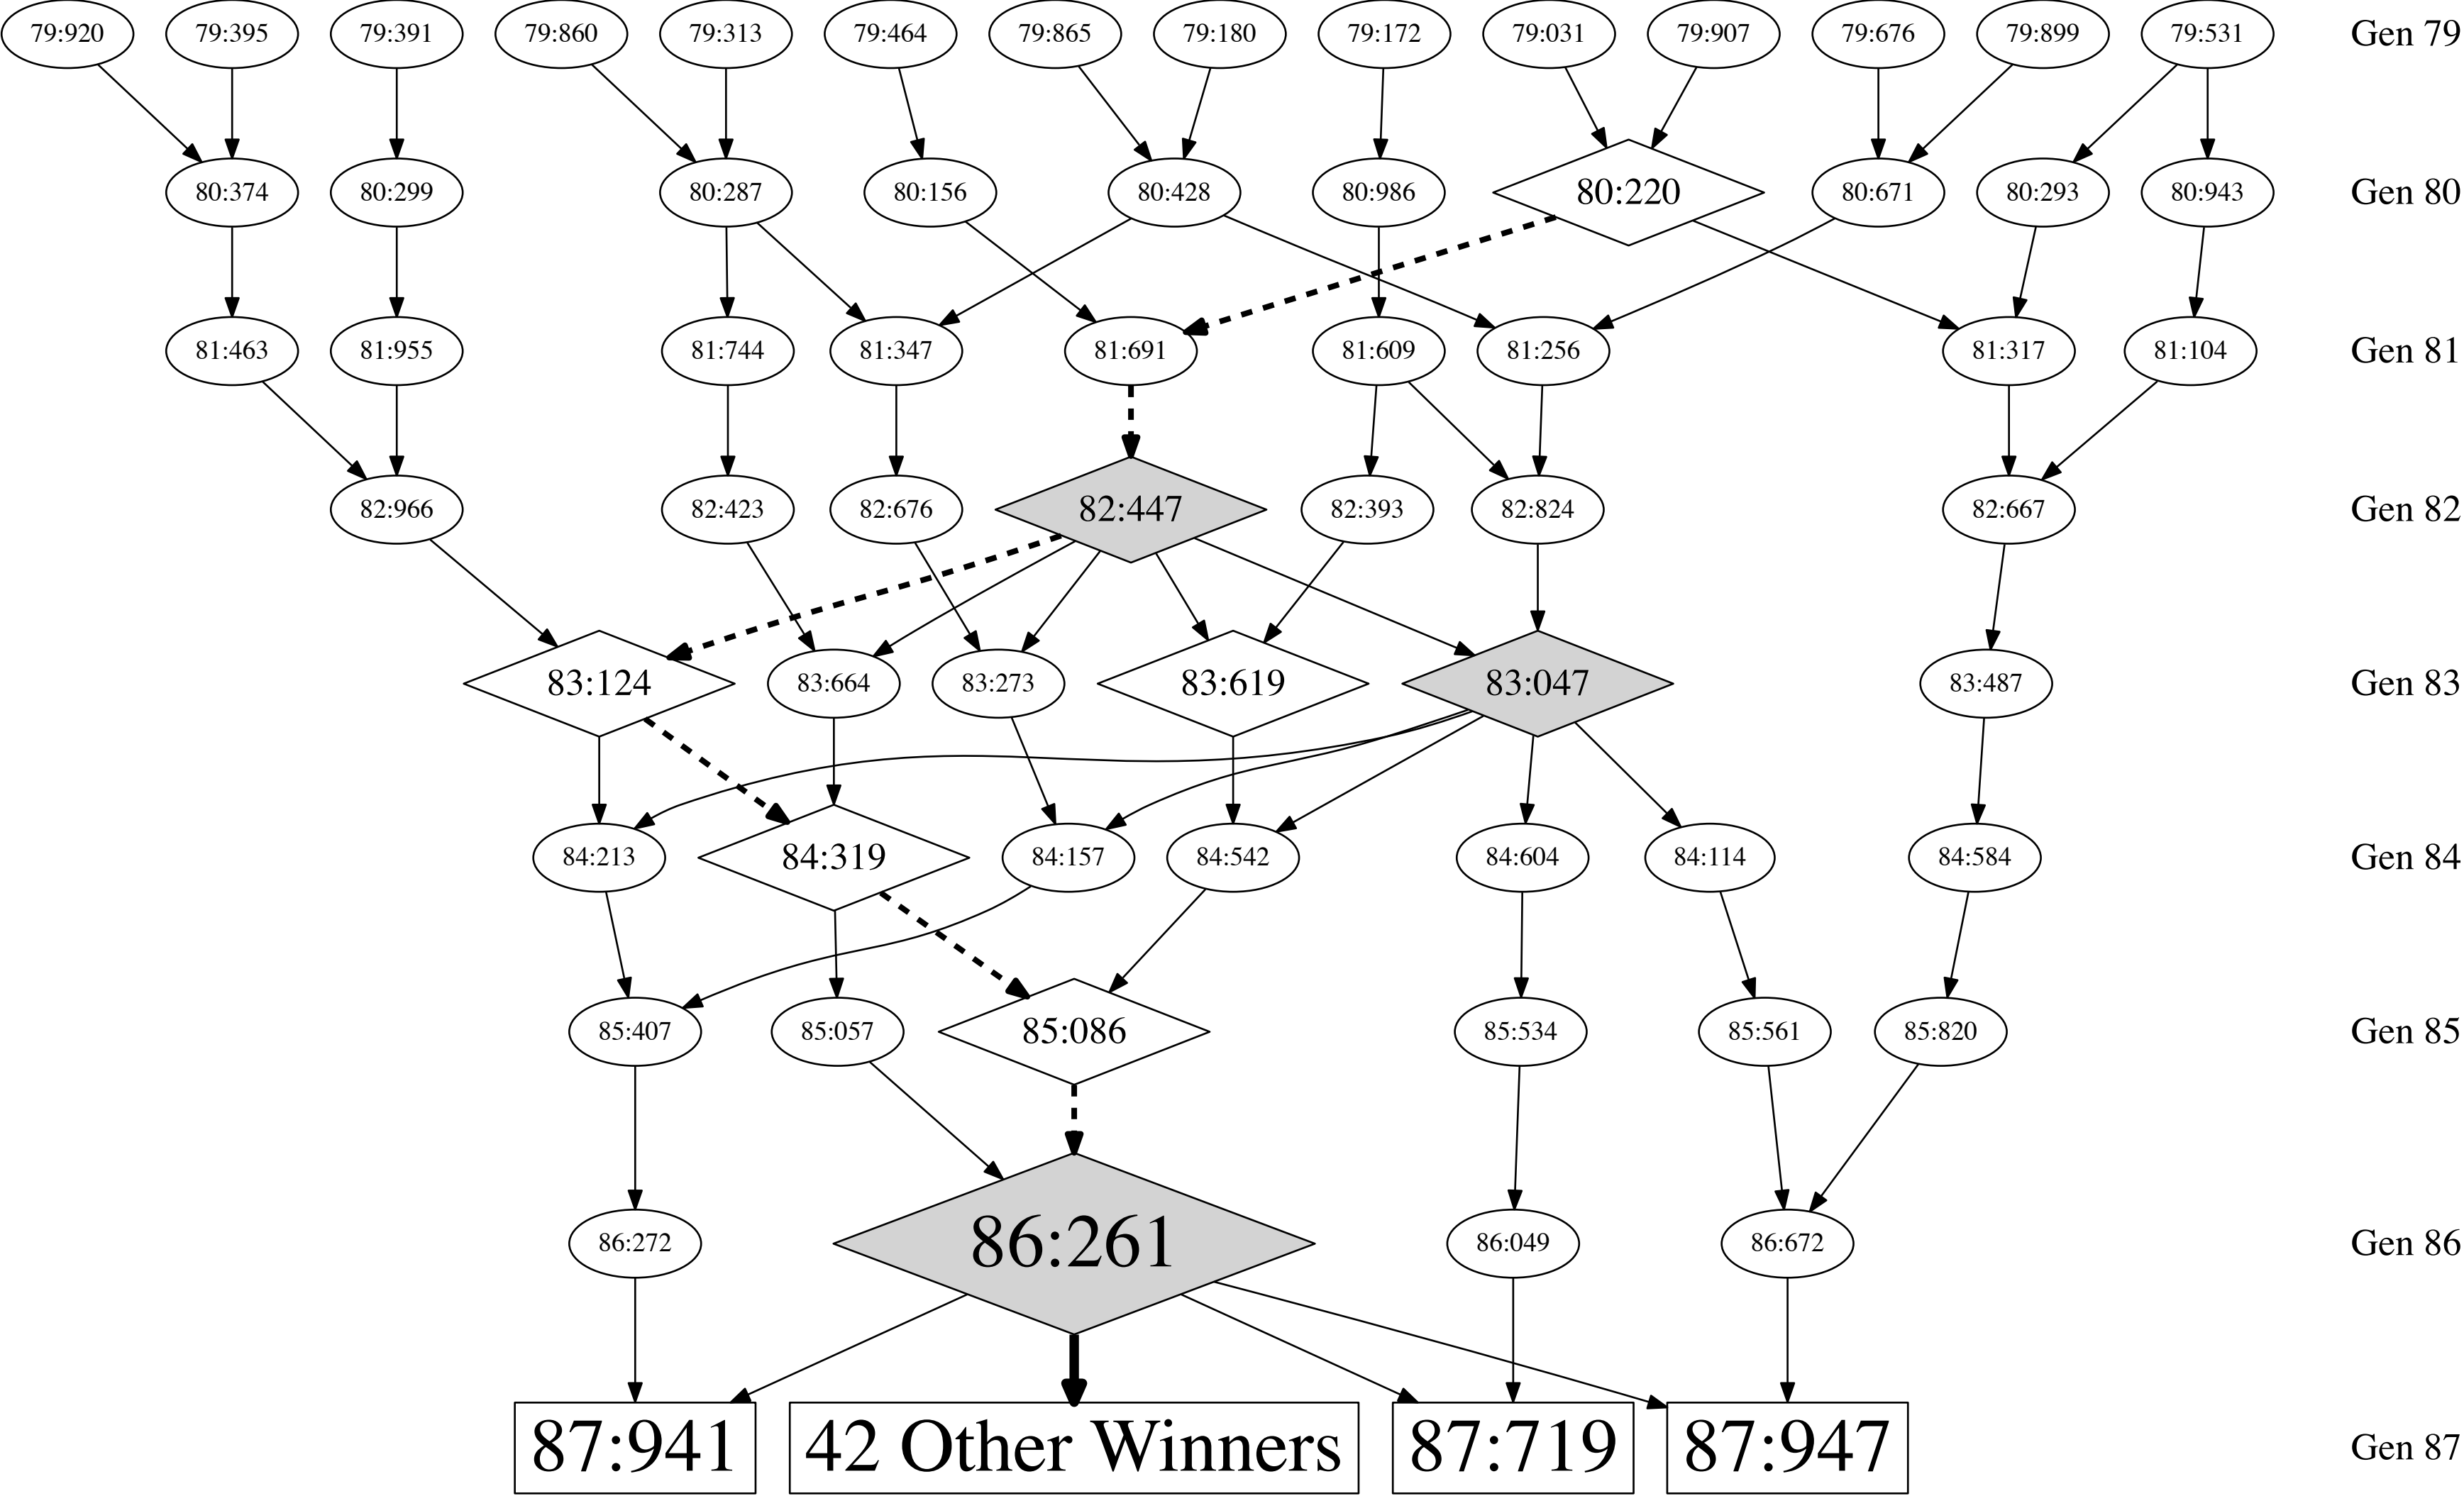 79:920 79:395 79:391 79:860 79:313 79:464 79:865 79:180 79:172 79:031 79:907 79:676 79:899 79:531 Gen 79
80:374 80:299 80:287 80:156 80:428 80:986 80:220 80:671 80:293 80:943 Gen 80
81:463 81:955 81:744 81:347 81:691 81:609 81:256 81:317 81:104 Gen 81
82:966 82:423 82:676 82:447 82:393 82:824 82:667 Gen 82
83:124 83:664 83:273 83:619 83:047 83:487 Gen 83
84:213 84:319 84:157 84:542 84:604 84:114 84:584 Gen 84
85:407 85:057 85:086 85:534 85:561 85:820 Gen 85
86:272 86:261 86:049 86:672 Gen 86
87:941 42 Other Winners 87:719 87:947 Gen 87